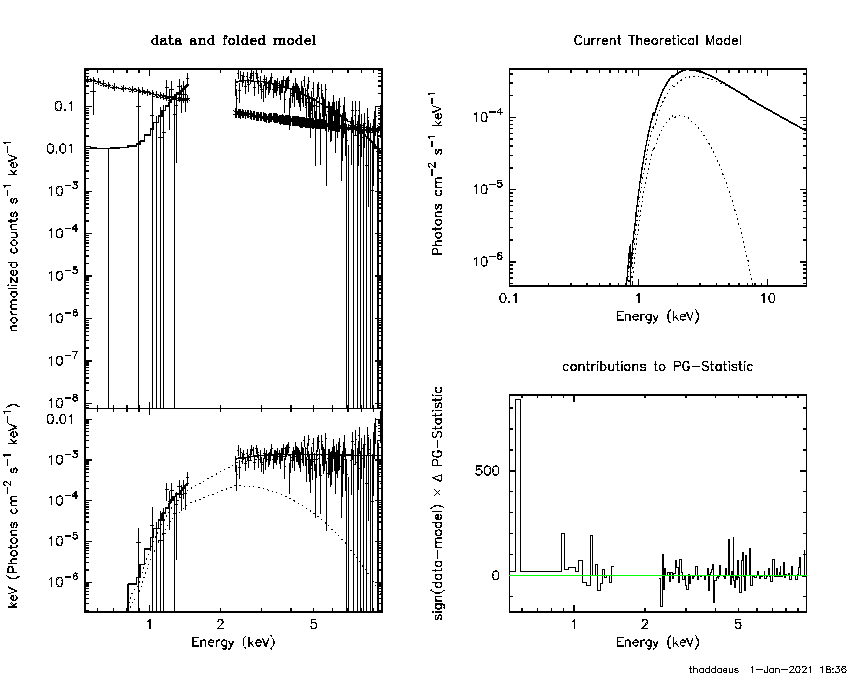 data and folded model
normalized counts s⁻¹ keV⁻¹
0.1
0.01
10⁻³
10⁻⁴
10⁻⁵
10⁻⁶
10⁻⁷
10⁻⁸
keV (Photons cm⁻² s⁻¹ keV⁻¹)
0.01
10⁻³
10⁻⁴
10⁻⁵
10⁻⁶
1 2 5
Energy (keV)
Current Theoretical Model
Photons cm⁻² s⁻¹ keV⁻¹
10⁻⁴
10⁻⁵
10⁻⁶
0.1 1 10
Energy (keV)
contributions to PG-Statistic
sign(data-model) × Δ PG-Statistic
500
0
1 2 5
Energy (keV)
thaddaeus 1-Jan-2021 18:36